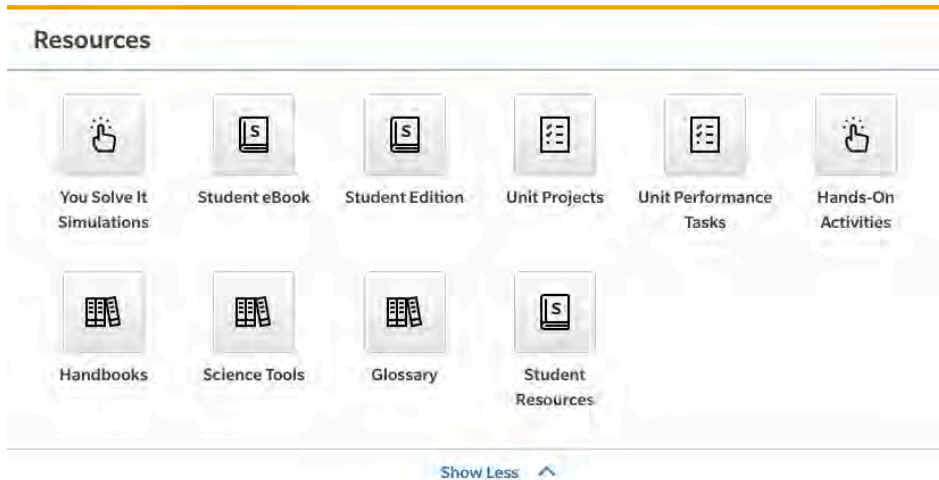 Resources
You Solve It
Simulations
Student eBook
Student Edition
Unit Projects
Unit Performance
Tasks
Hands-On
Activities
Handbooks
Science Tools
Glossary
Student
Resources
Show Less